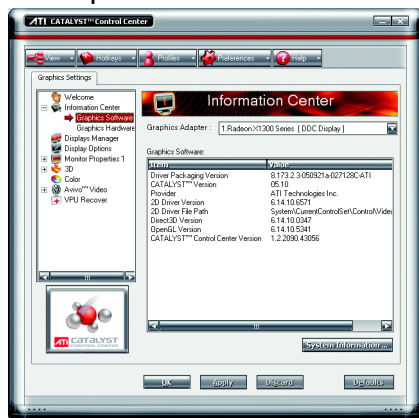 ATI CATALYST™ Control Center
View Hotkeys Profiles Preferences Help
Graphics Settings
Welcome
Information Center
Graphics Software
Graphics Hardware
Displays Manager
Display Options
Monitor Properties 1
3D
Color
Avivo™ Video
VPU Recover
Information Center
Graphics Adapter :
1.Radeon X1300 Series [ DDC Display ]
Graphics Software:
Item Value
Driver Packaging Version 8.173.2.3-050921a-027128C-ATI
CATALYST™ Version 05.10
Provider ATI Technologies Inc.
2D Driver Version 6.14.10.6571
2D Driver File Path System\CurrentControlSet\Control\Video
Direct3D Version 6.14.10.0347
OpenGL Version 6.14.10.5341
CATALYST™ Control Center Version 1.2.2090.43056
ATI CATALYST
CONTROL CENTER
System Information ...
OK Apply Discard Defaults